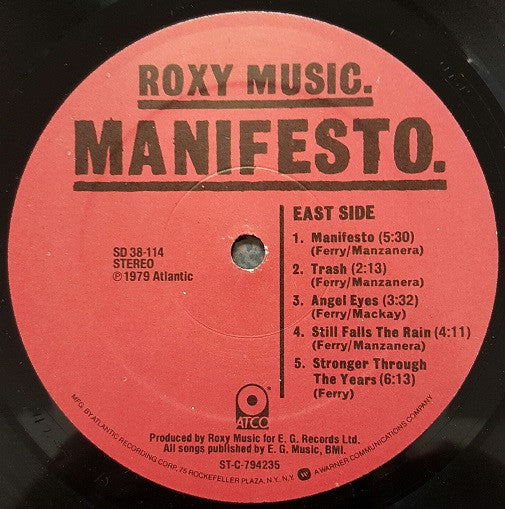 ROXY MUSIC.
MANIFESTO.
EAST SIDE
SD 38-114
STEREO
℗ 1979 Atlantic
1. Manifesto (5:30)
(Ferry/Manzanera)
2. Trash (2:13)
(Ferry/Manzanera)
3. Angel Eyes (3:32)
(Ferry/Mackay)
4. Still Falls The Rain (4:11)
(Ferry/Manzanera)
5. Stronger Through
The Years (6:13)
(Ferry)
ATCO
Produced by Roxy Music for E. G. Records Ltd.
All songs published by E. G. Music, BMI.
ST-C-794235
MFG. BY ATLANTIC RECORDING CORP., 75 ROCKEFELLER PLAZA, N.Y., N.Y. A WARNER COMMUNICATIONS COMPANY